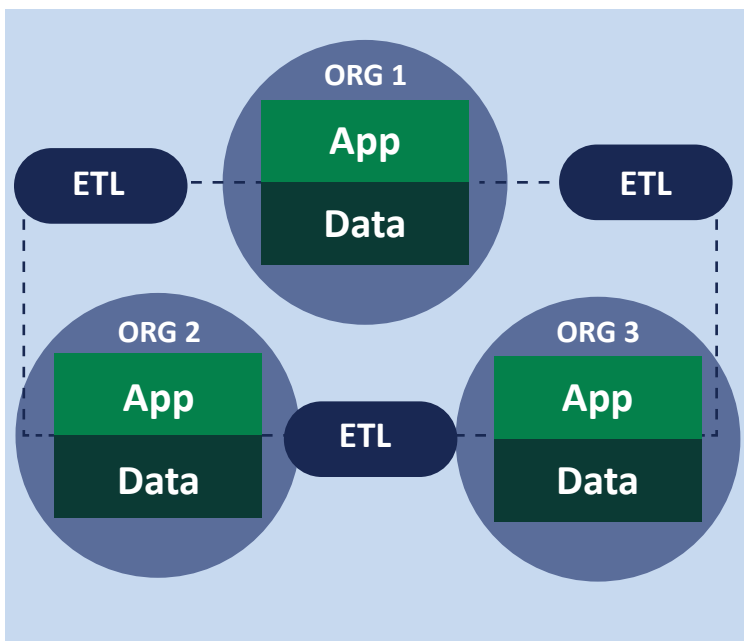 ORG 1
App
ETL
ETL
Data
ORG 2
ORG 3
App
App
ETL
Data
Data